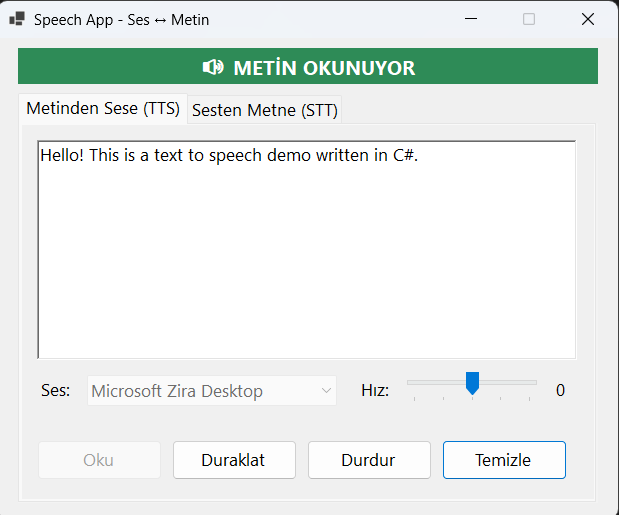 Speech App - Ses ↔ Metin
METİN OKUNUYOR
Metinden Sese (TTS) Sesten Metne (STT)
Hello! This is a text to speech demo written in C#.
Ses: Microsoft Zira Desktop Hız: 0
Oku Duraklat Durdur Temizle